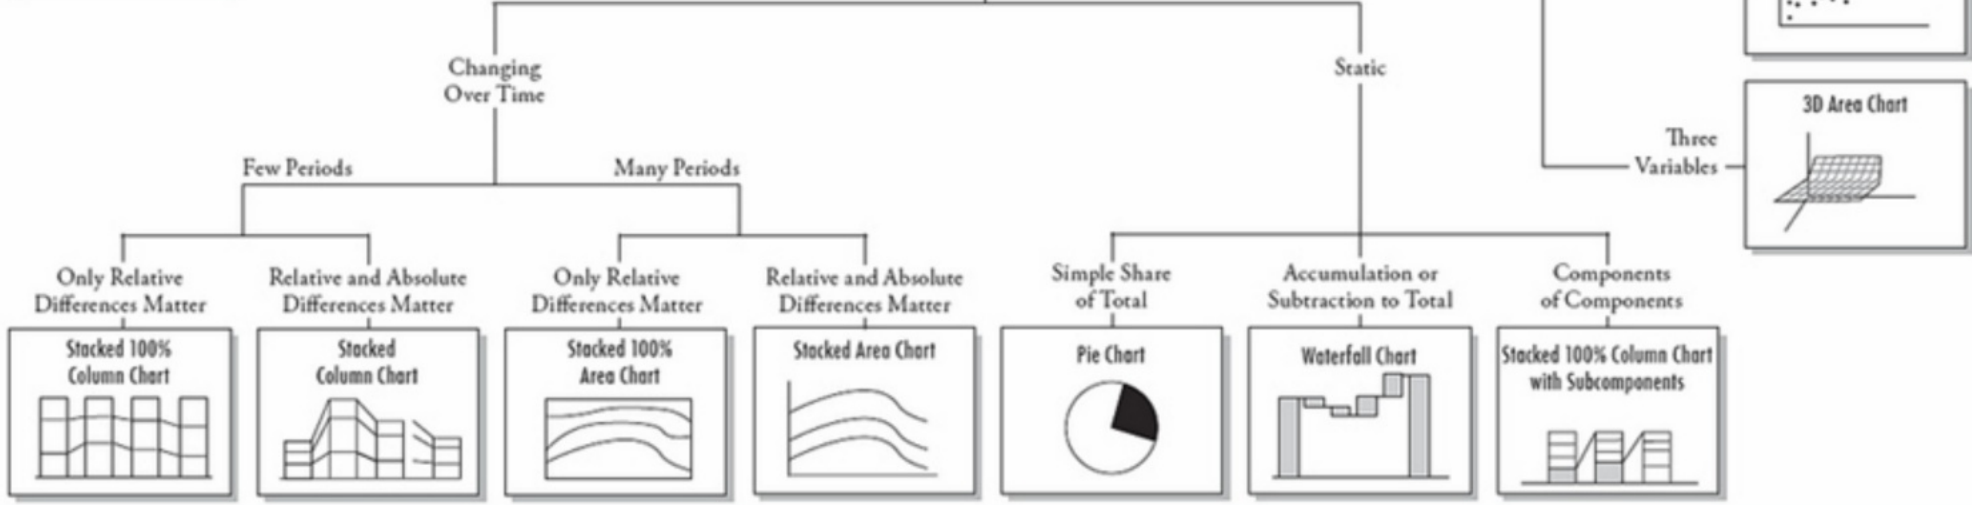 Changing
Over Time
Static
3D Area Chart
Three
Variables
Few Periods
Many Periods
Only Relative
Differences Matter
Relative and Absolute
Differences Matter
Only Relative
Differences Matter
Relative and Absolute
Differences Matter
Simple Share
of Total
Accumulation or
Subtraction to Total
Components
of Components
Stacked 100%
Column Chart
Stacked
Column Chart
Stacked 100%
Area Chart
Stacked Area Chart
Pie Chart
Waterfall Chart
Stacked 100% Column Chart
with Subcomponents